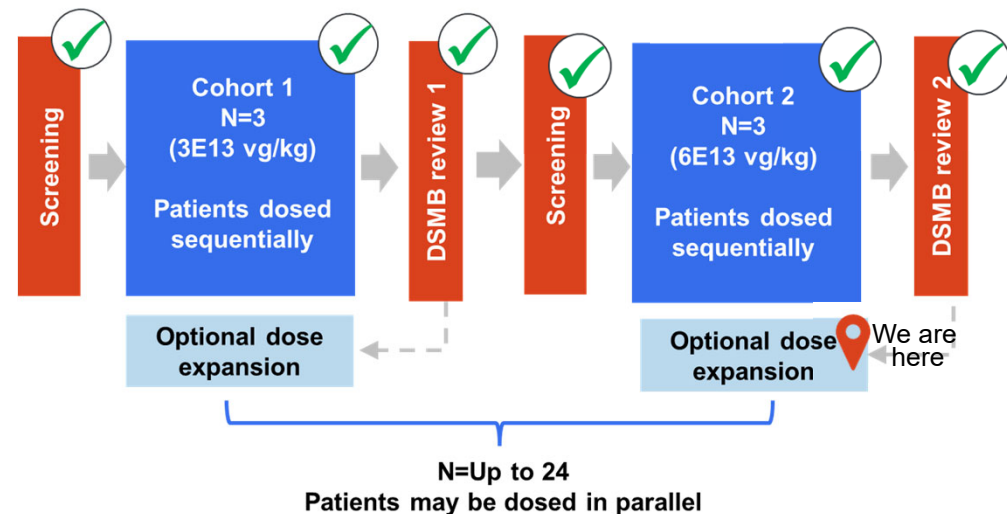 Screening
Cohort 1
N=3
(3E13 vg/kg)
Patients dosed
sequentially
DSMB review 1
Screening
Cohort 2
N=3
(6E13 vg/kg)
Patients dosed
sequentially
DSMB review 2
Optional dose
expansion
Optional dose
expansion
We are
here
N=Up to 24
Patients may be dosed in parallel